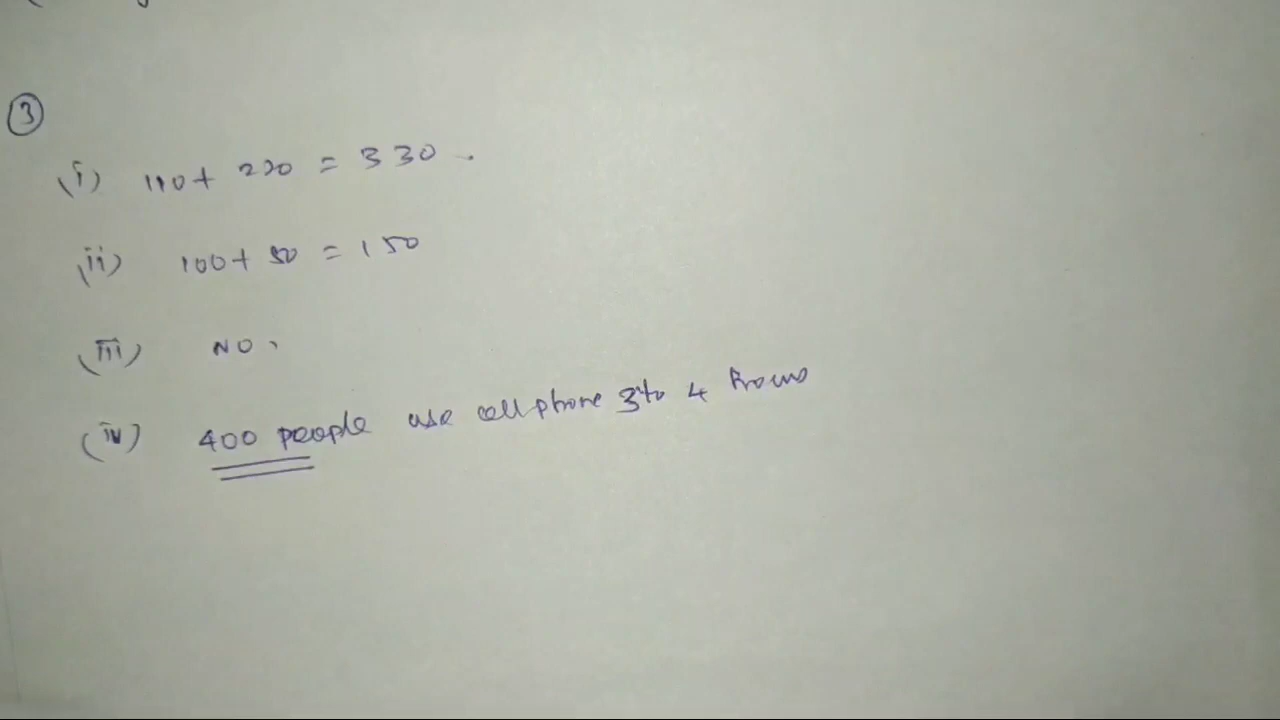 3
(i) 110 + 220 = 330.
(ii) 100 + 50 = 150
(iii) NO.
(iv) 400 people use cellphone 3 to 4 hours